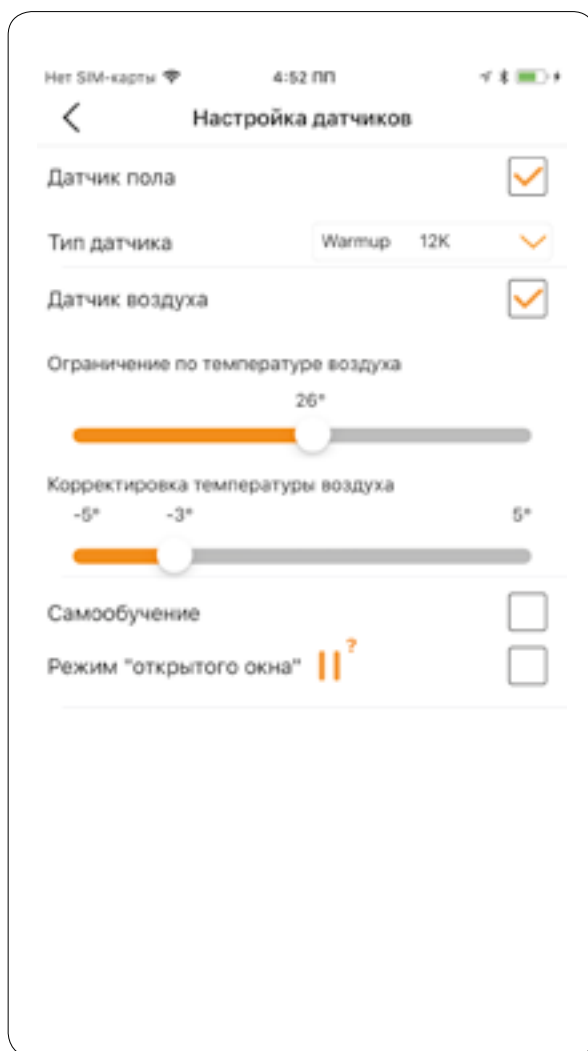 Нет SIM-карты 4:52 ПП
Настройка датчиков
Датчик пола
Тип датчика Warmup 12K
Датчик воздуха
Ограничение по температуре воздуха
26°
Корректировка температуры воздуха
-5° -3° 5°
Самообучение
Режим "открытого окна" ?